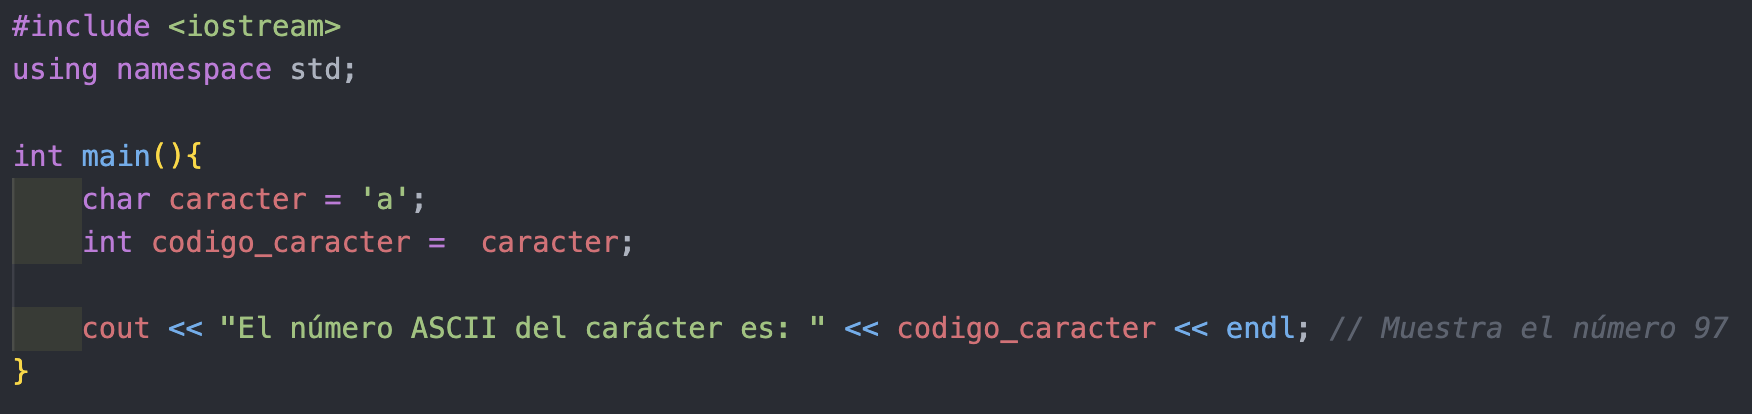 #include <iostream>
using namespace std;
int main(){
char caracter = 'a';
int codigo_caracter =  caracter;
cout << "El número ASCII del carácter es: " << codigo_caracter << endl; // Muestra el número 97
}